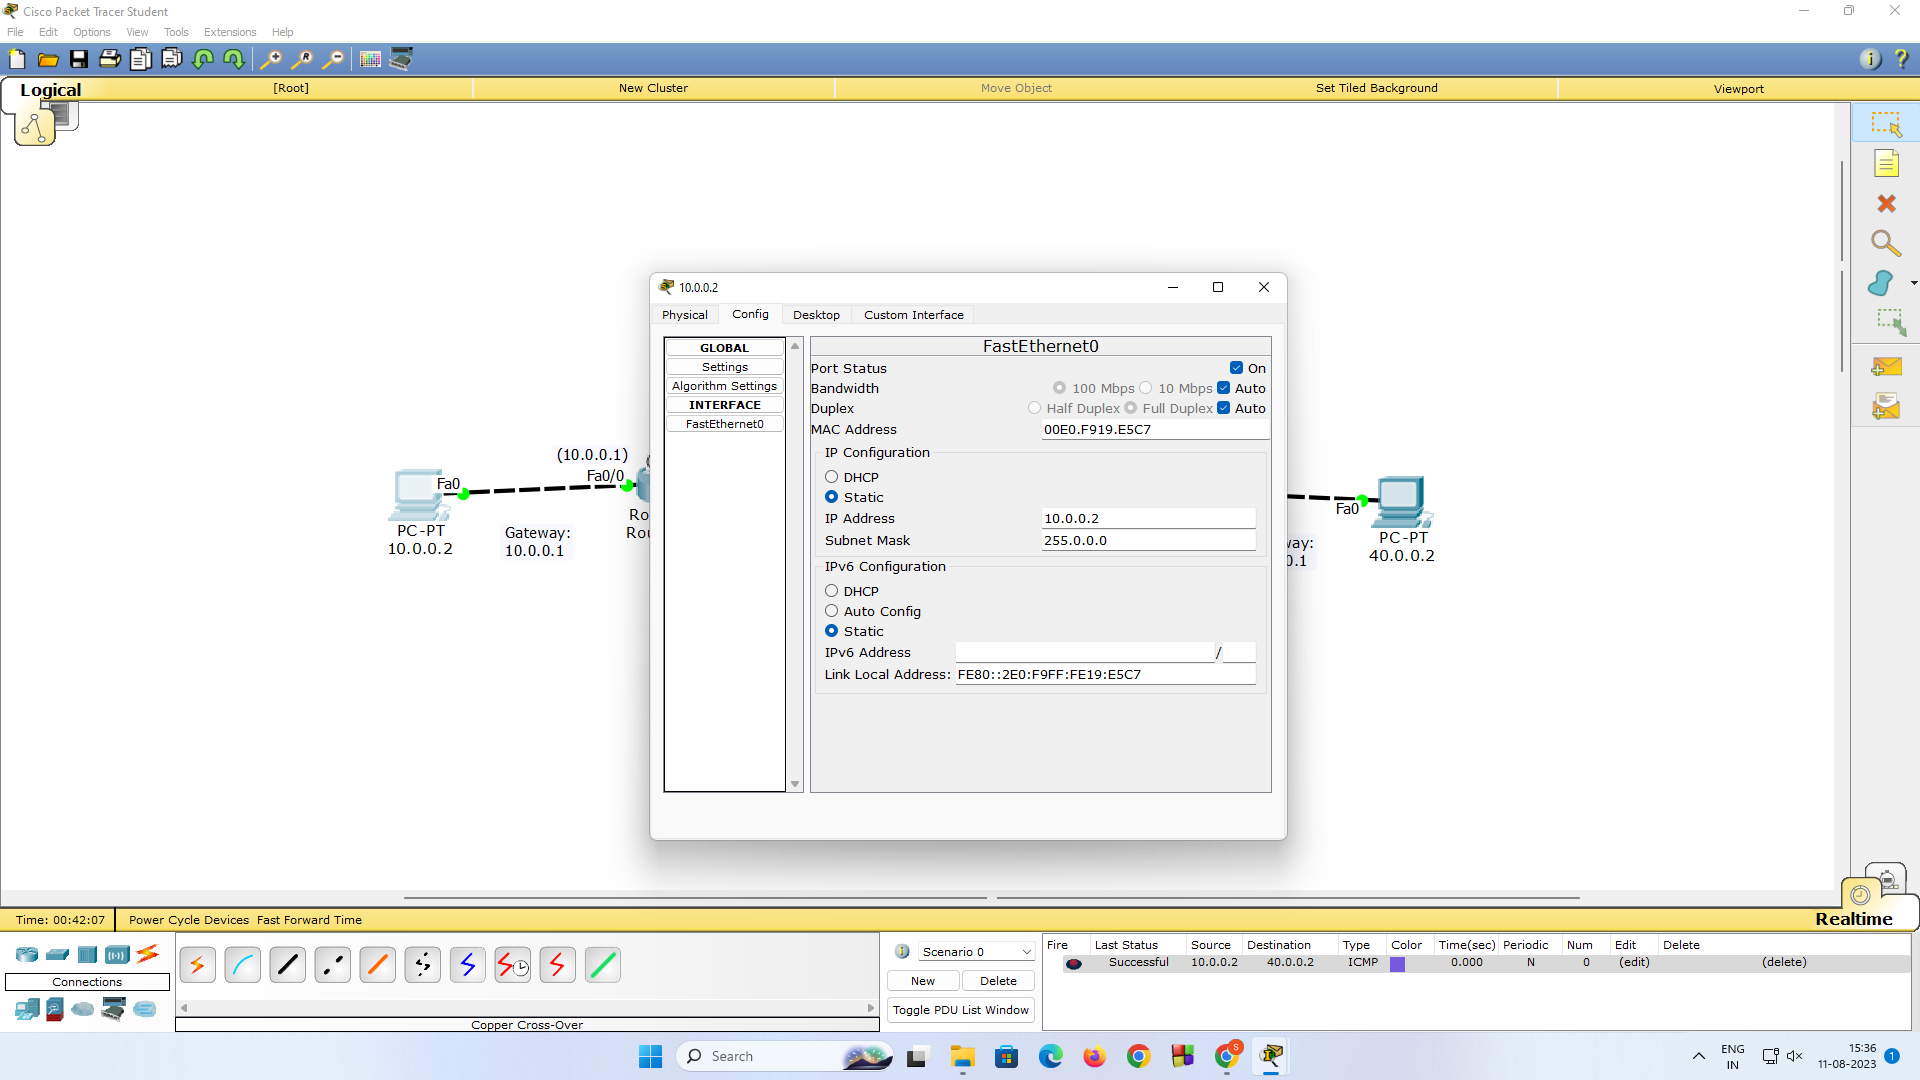 Cisco Packet Tracer Student
File Edit Options View Tools Extensions Help
Logical [Root] New Cluster Move Object Set Tiled Background Viewport
10.0.0.2
Physical Config Desktop Custom Interface
GLOBAL
Settings
Algorithm Settings
INTERFACE
FastEthernet0
FastEthernet0
Port Status On
Bandwidth 100 Mbps 10 Mbps Auto
Duplex Half Duplex Full Duplex Auto
MAC Address 00E0.F919.E5C7
IP Configuration
DHCP
Static
IP Address 10.0.0.2
Subnet Mask 255.0.0.0
IPv6 Configuration
DHCP
Auto Config
Static
IPv6 Address /
Link Local Address: FE80::2E0:F9FF:FE19:E5C7
(10.0.0.1)
Fa0 Fa0/0
PC-PT
10.0.0.2
Gateway:
10.0.0.1
Ro
Rou
Fa0
way:
0.1
PC-PT
40.0.0.2
Time: 00:42:07 Power Cycle Devices Fast Forward Time
Realtime
Connections
Copper Cross-Over
Scenario 0
New Delete
Toggle PDU List Window
Fire Last Status Source Destination Type Color Time(sec) Periodic Num Edit Delete
Successful 10.0.0.2 40.0.0.2 ICMP 0.000 N 0 (edit) (delete)
Search
S
ENG
IN
15:36
11-08-2023
1